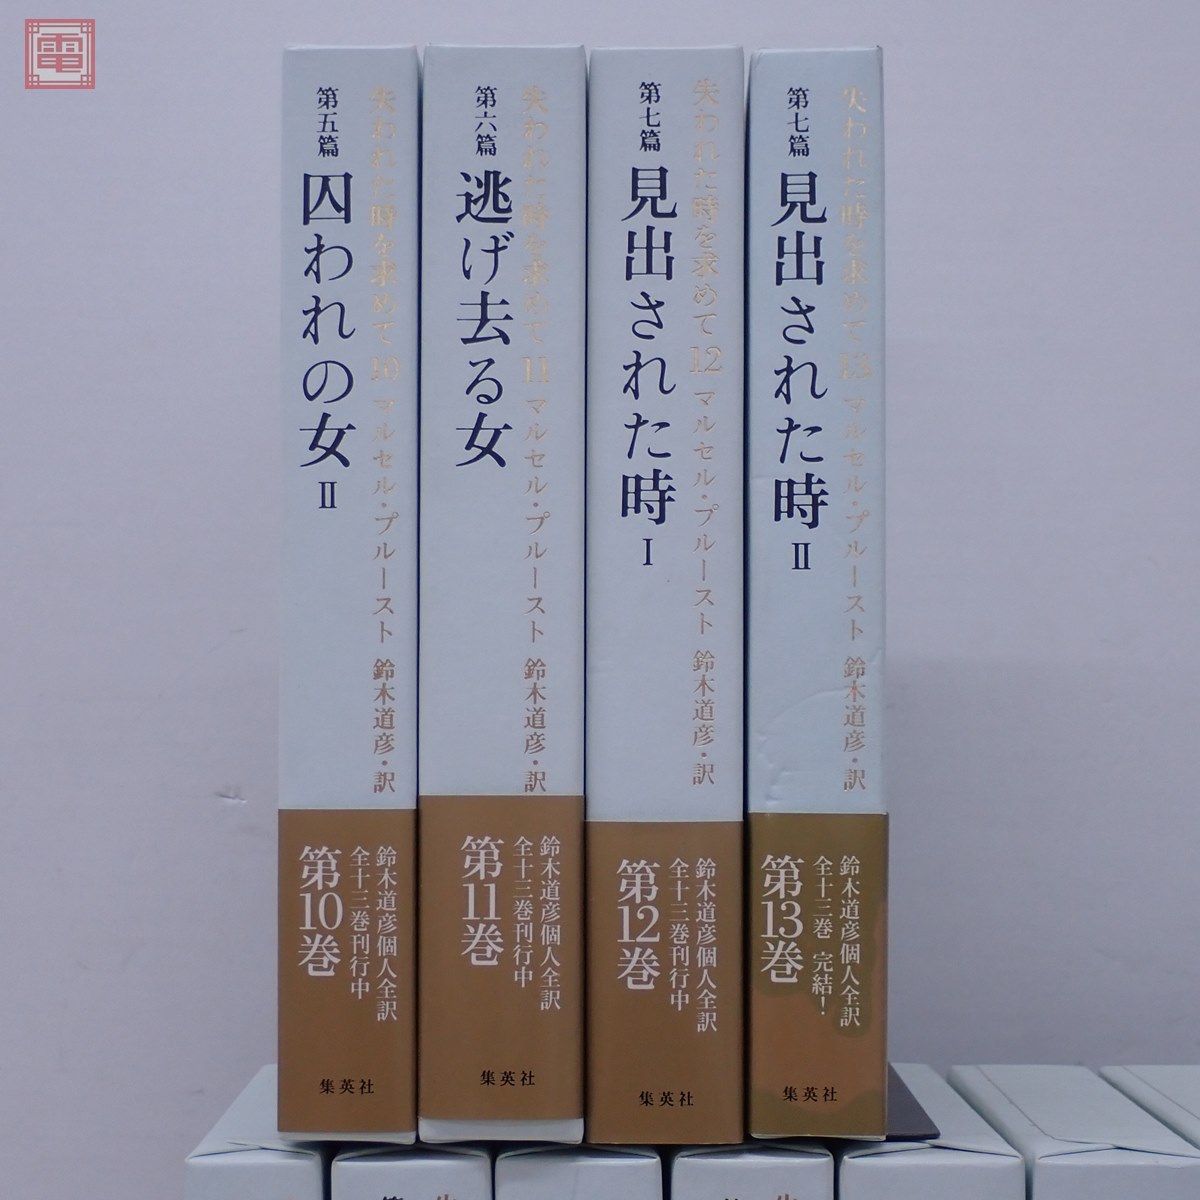 電
第五篇
囚われの女 II
失われた時を求めて 10 マルセル・プルースト 鈴木道彦・訳
鈴木道彦個人全訳
全十三巻刊行中
第10巻
集英社
第六篇
逃げ去る女
失われた時を求めて 11 マルセル・プルースト 鈴木道彦・訳
鈴木道彦個人全訳
全十三巻刊行中
第11巻
集英社
第七篇
見出された時 I
失われた時を求めて 12 マルセル・プルースト 鈴木道彦・訳
鈴木道彦個人全訳
全十三巻刊行中
第12巻
集英社
第七篇
見出された時 II
失われた時を求めて 13 マルセル・プルースト 鈴木道彦・訳
鈴木道彦個人全訳
全十三巻 完結!
第13巻
集英社